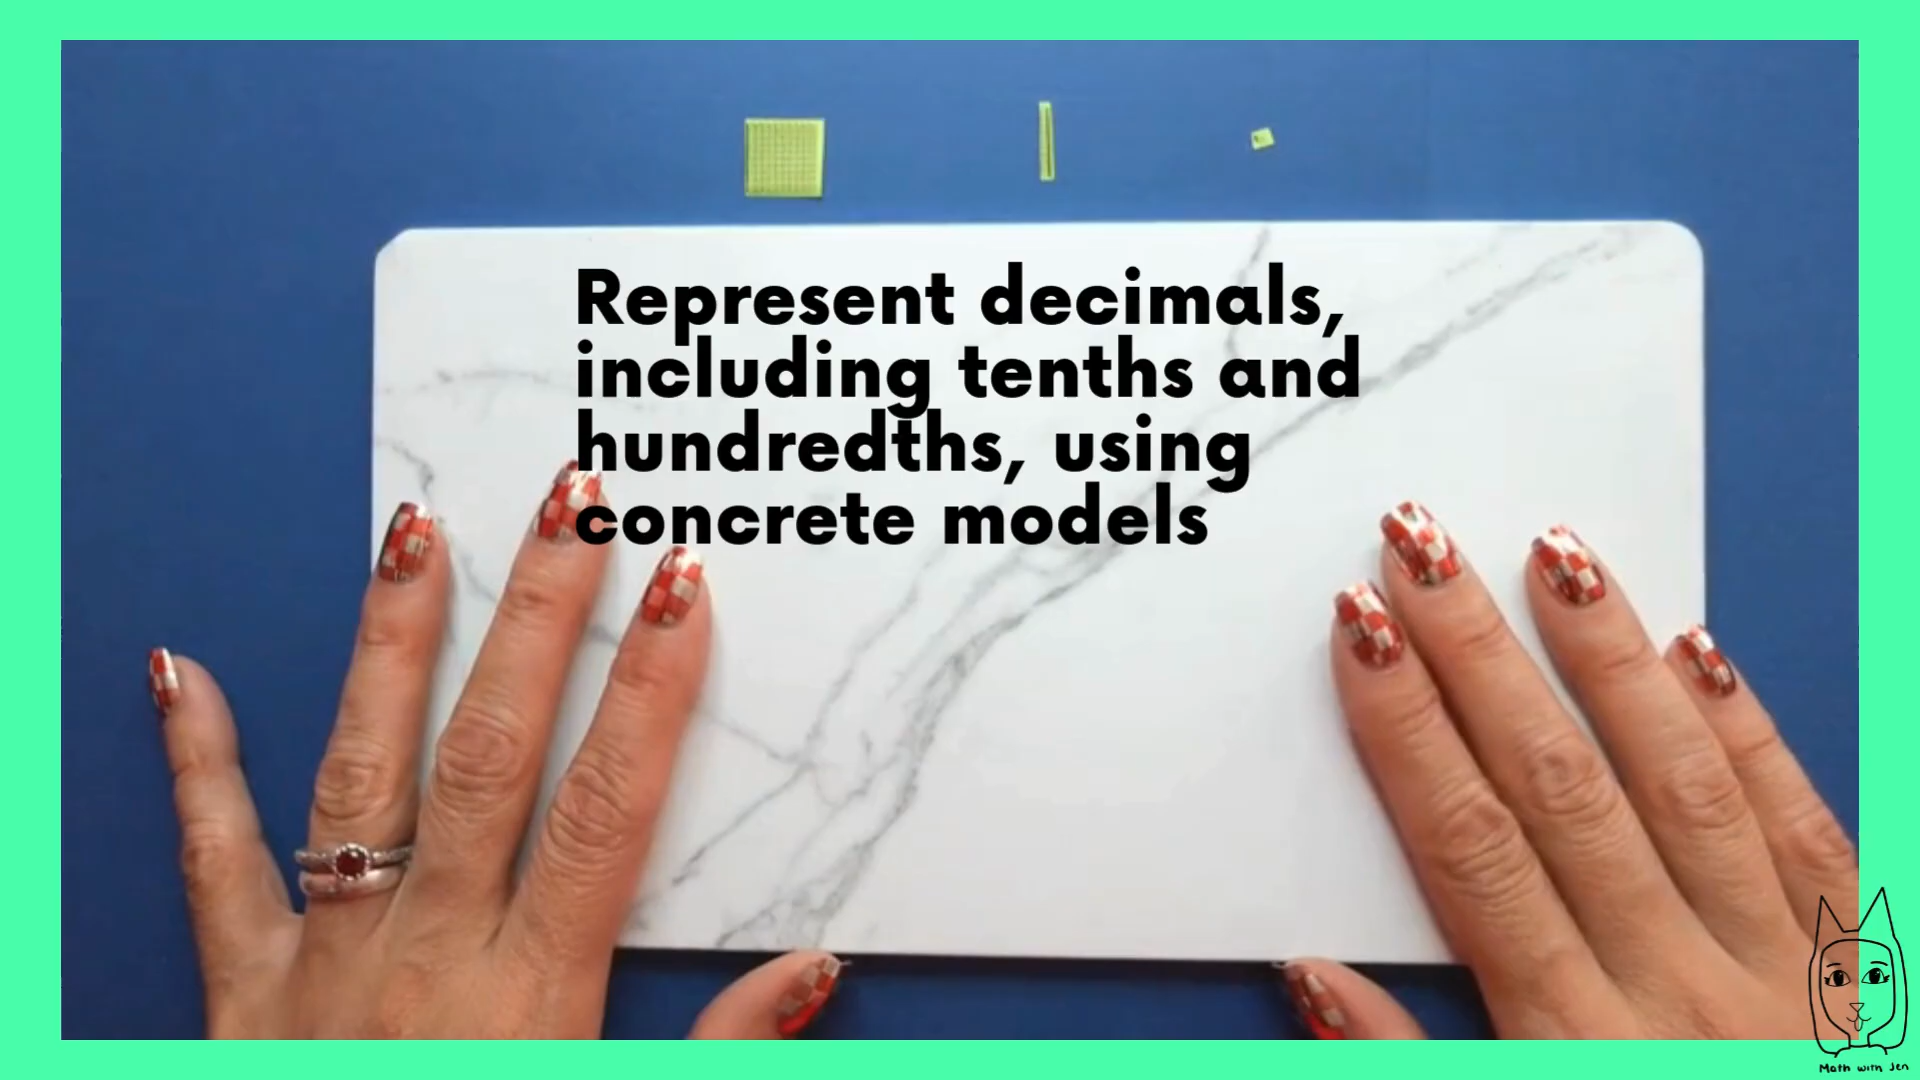 Represent decimals,
including tenths and
hundredths, using
concrete models
Math with Jen